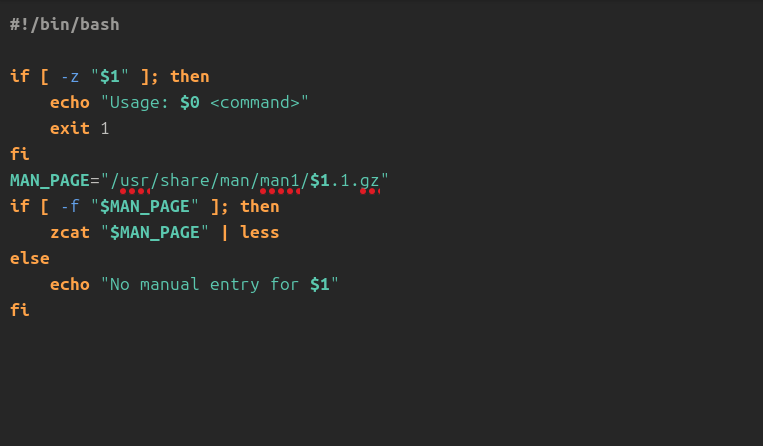 #!/bin/bash

if [ -z "$1" ]; then
    echo "Usage: $0 <command>"
    exit 1
fi
MAN_PAGE="/usr/share/man/man1/$1.1.gz"
if [ -f "$MAN_PAGE" ]; then
    zcat "$MAN_PAGE" | less
else
    echo "No manual entry for $1"
fi